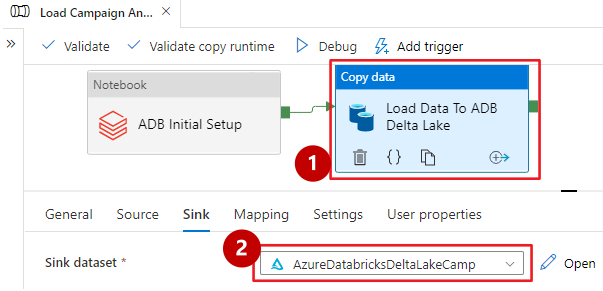 Load Campaign An...
Validate
Validate copy runtime
Debug
Add trigger
Notebook
ADB Initial Setup
Copy data
Load Data To ADB
Delta Lake
1
General
Source
Sink
Mapping
Settings
User properties
2
Sink dataset *
AzureDatabricksDeltaLakeCamp
Open